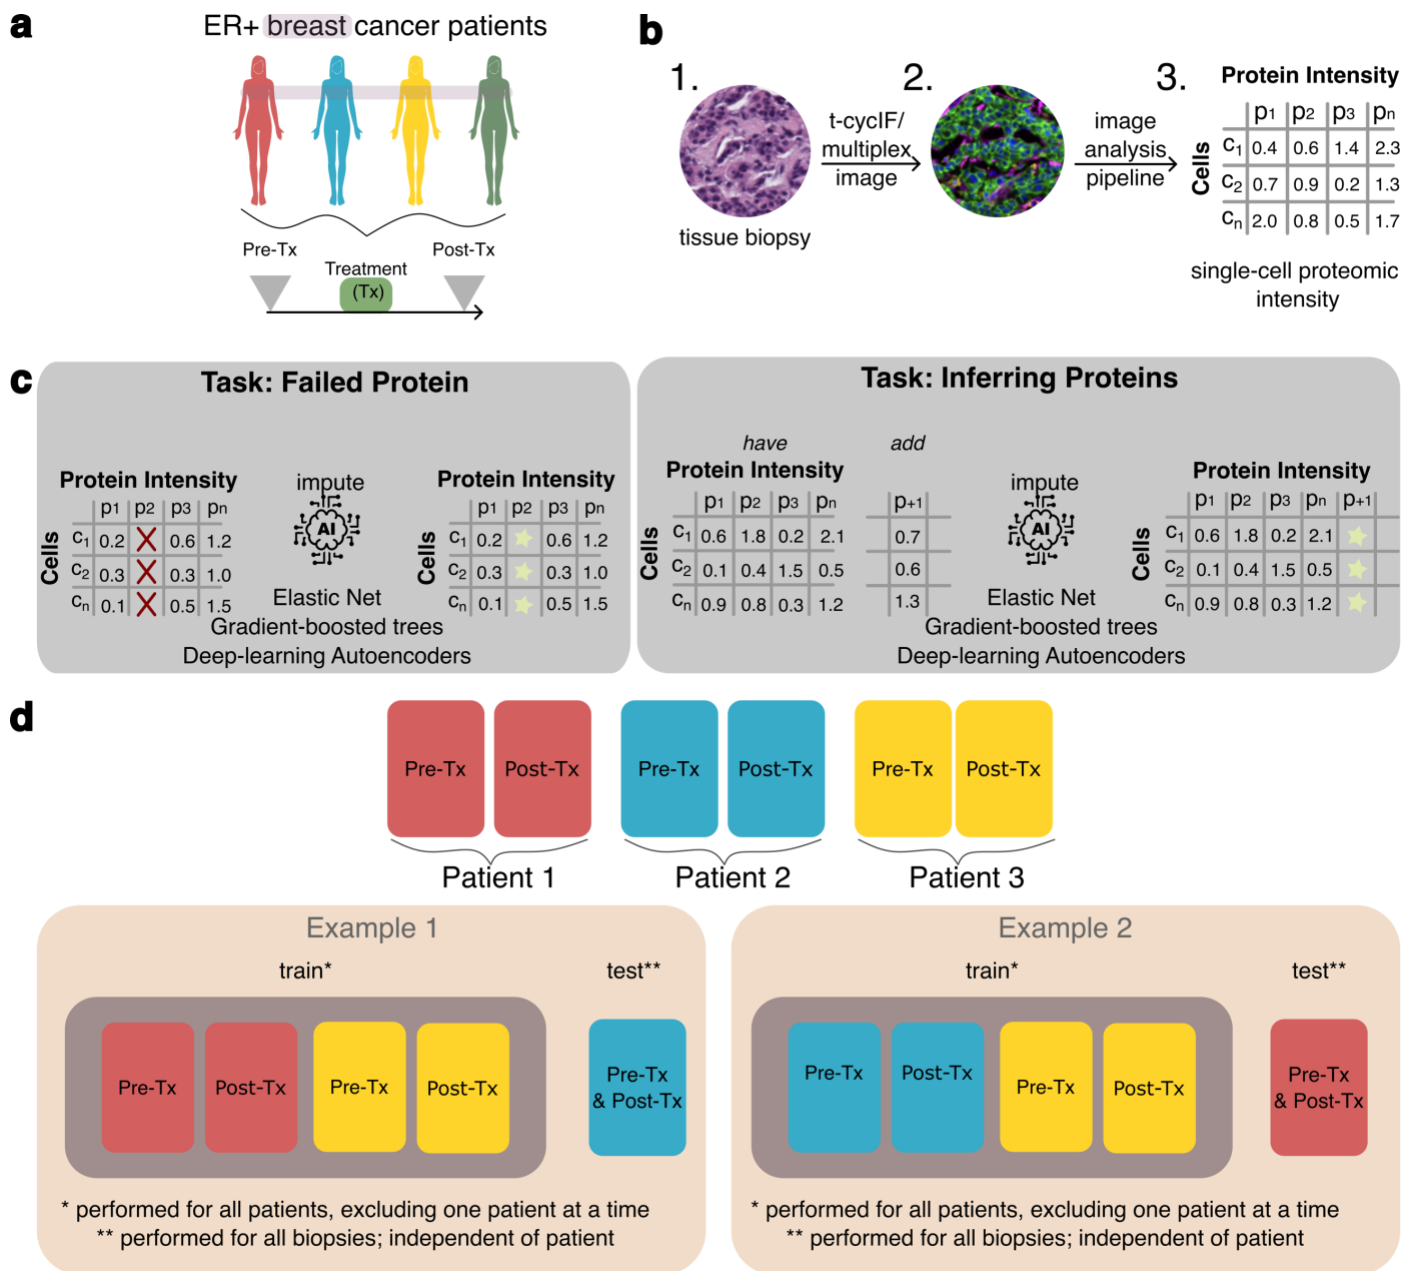 a
ER+ breast cancer patients
Pre-Tx
Post-Tx
Treatment
(Tx)
b
1.
tissue biopsy
t-cycIF/
multiplex
image
2.
image
analysis
pipeline
3.
Protein Intensity
Cells
p1 p2 p3 pn
c1 0.4 0.6 1.4 2.3
c2 0.7 0.9 0.2 1.3
cn 2.0 0.8 0.5 1.7
single-cell proteomic
intensity
c
Task: Failed Protein
Protein Intensity
Cells
p1 p2 p3 pn
c1 0.2 X 0.6 1.2
c2 0.3 X 0.3 1.0
cn 0.1 X 0.5 1.5
impute
AI
Elastic Net
Gradient-boosted trees
Deep-learning Autoencoders
Protein Intensity
Cells
p1 p2 p3 pn
c1 0.2 0.6 1.2
c2 0.3 0.3 1.0
cn 0.1 0.5 1.5
Task: Inferring Proteins
have
Protein Intensity
Cells
p1 p2 p3 pn
c1 0.6 1.8 0.2 2.1
c2 0.1 0.4 1.5 0.5
cn 0.9 0.8 0.3 1.2
add
p+1
0.7
0.6
1.3
impute
AI
Elastic Net
Gradient-boosted trees
Deep-learning Autoencoders
Protein Intensity
Cells
p1 p2 p3 pn p+1
c1 0.6 1.8 0.2 2.1
c2 0.1 0.4 1.5 0.5
cn 0.9 0.8 0.3 1.2
d
Pre-Tx Post-Tx Pre-Tx Post-Tx Pre-Tx Post-Tx
Patient 1 Patient 2 Patient 3
Example 1
train* test**
Pre-Tx Post-Tx Pre-Tx Post-Tx
Pre-Tx
& Post-Tx
* performed for all patients, excluding one patient at a time
** performed for all biopsies; independent of patient
Example 2
train* test**
Pre-Tx Post-Tx Pre-Tx Post-Tx
Pre-Tx
& Post-Tx
* performed for all patients, excluding one patient at a time
** performed for all biopsies; independent of patient